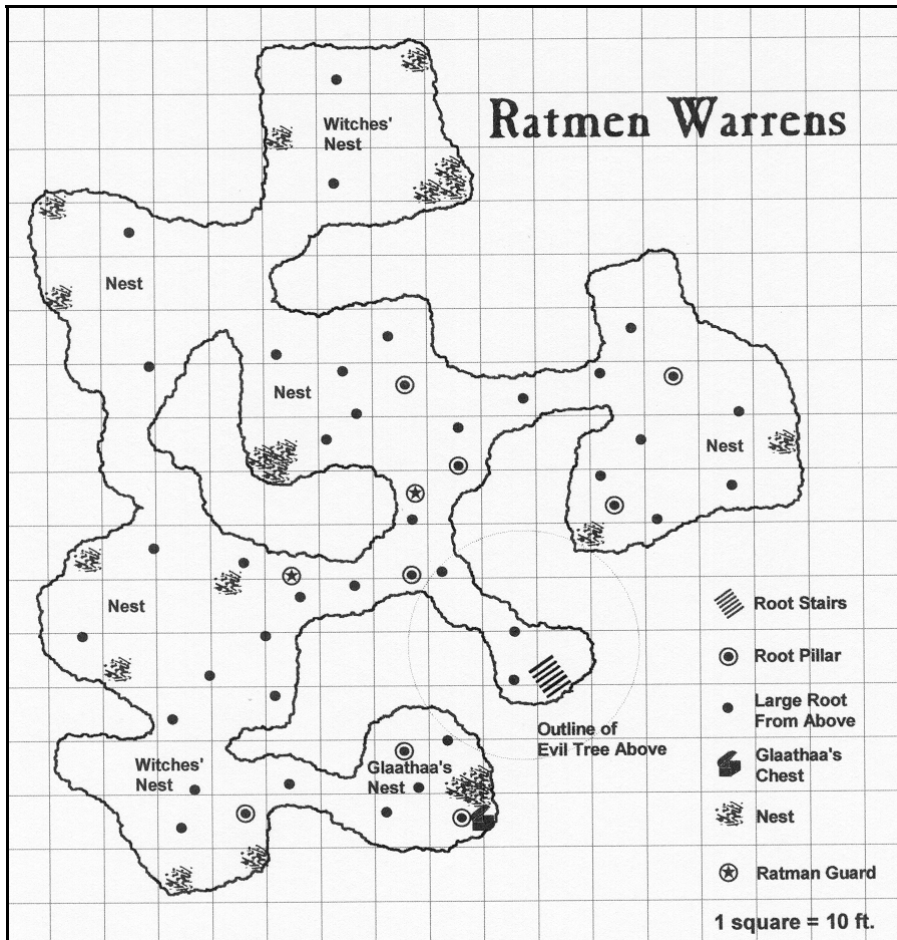 Ratmen Warrens
Witches'
Nest
Nest
Nest
Nest
Nest
Witches'
Nest
Glaathaa's
Nest
Outline of
Evil Tree Above
Root Stairs
Root Pillar
Large Root
From Above
Glaathaa's
Chest
Nest
Ratman Guard
1 square = 10 ft.